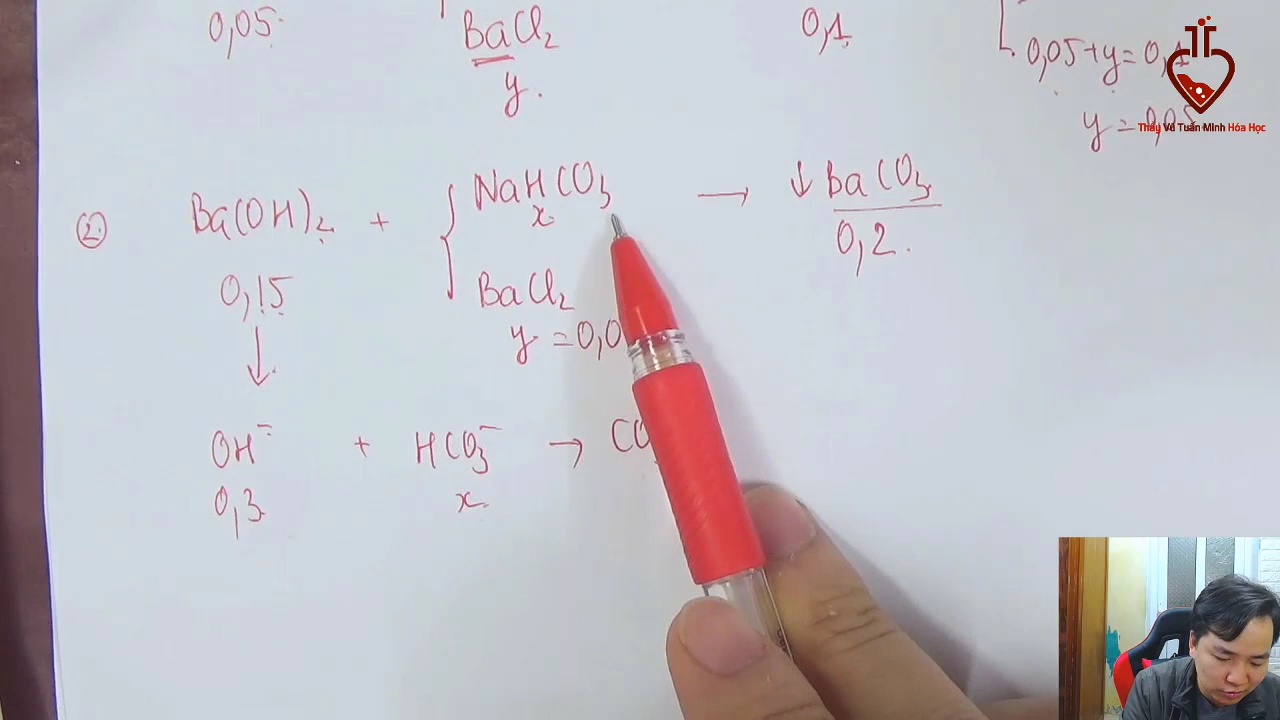 0,05 BaCl₂ 0,1
y 0,05 + y = 0,1
y = 0,05
Thầy Vũ Tuấn Minh Hóa Học
② Ba(OH)₂ + { NaHCO₃ → ↓ BaCO₃
x 0,2
0,15 BaCl₂
y = 0,0
OH⁻ + HCO₃⁻ → CO
0,3 x